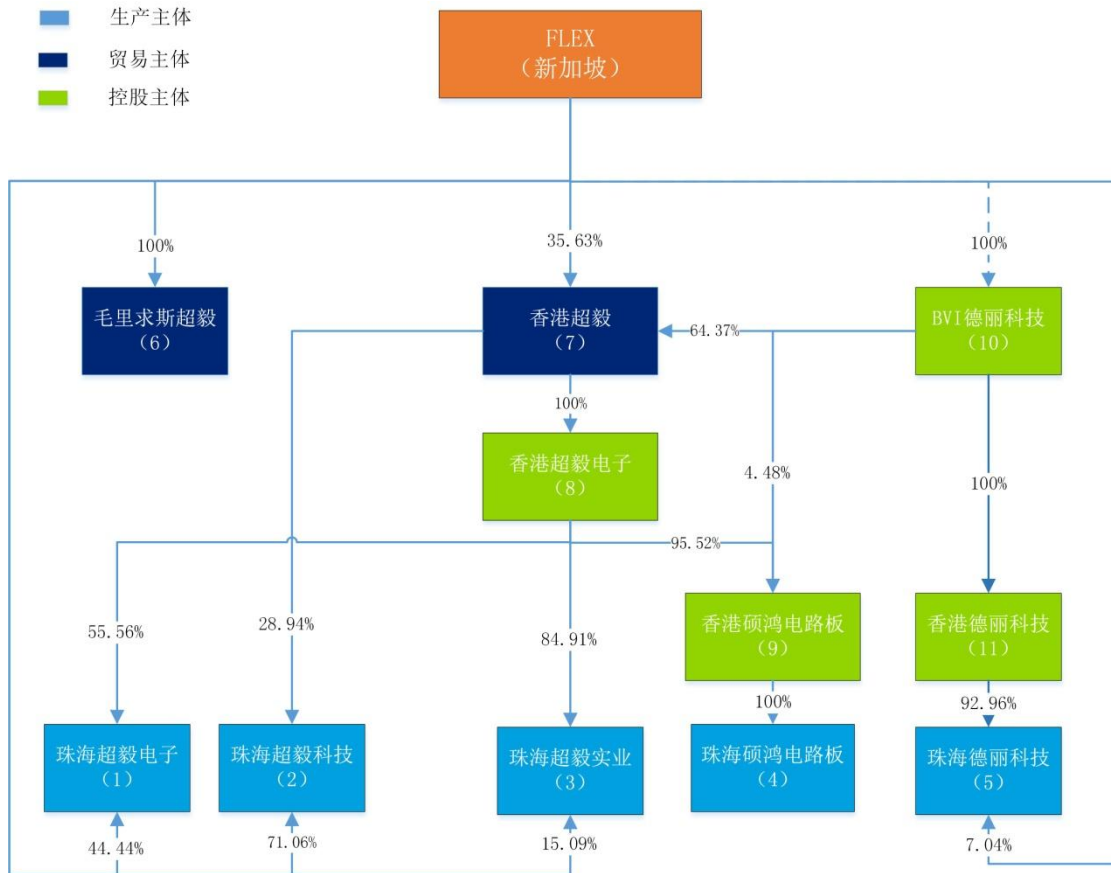 生产主体
贸易主体
控股主体
FLEX
（新加坡）
100%
35.63%
100%
毛里求斯超毅
（6）
香港超毅
（7）
64.37%
BVI德丽科技
（10）
100%
香港超毅电子
（8）
4.48%
100%
95.52%
55.56%
28.94%
84.91%
香港硕鸿电路板
（9）
香港德丽科技
（11）
100%
92.96%
珠海超毅电子
（1）
珠海超毅科技
（2）
珠海超毅实业
（3）
珠海硕鸿电路板
（4）
珠海德丽科技
（5）
44.44%
71.06%
15.09%
7.04%